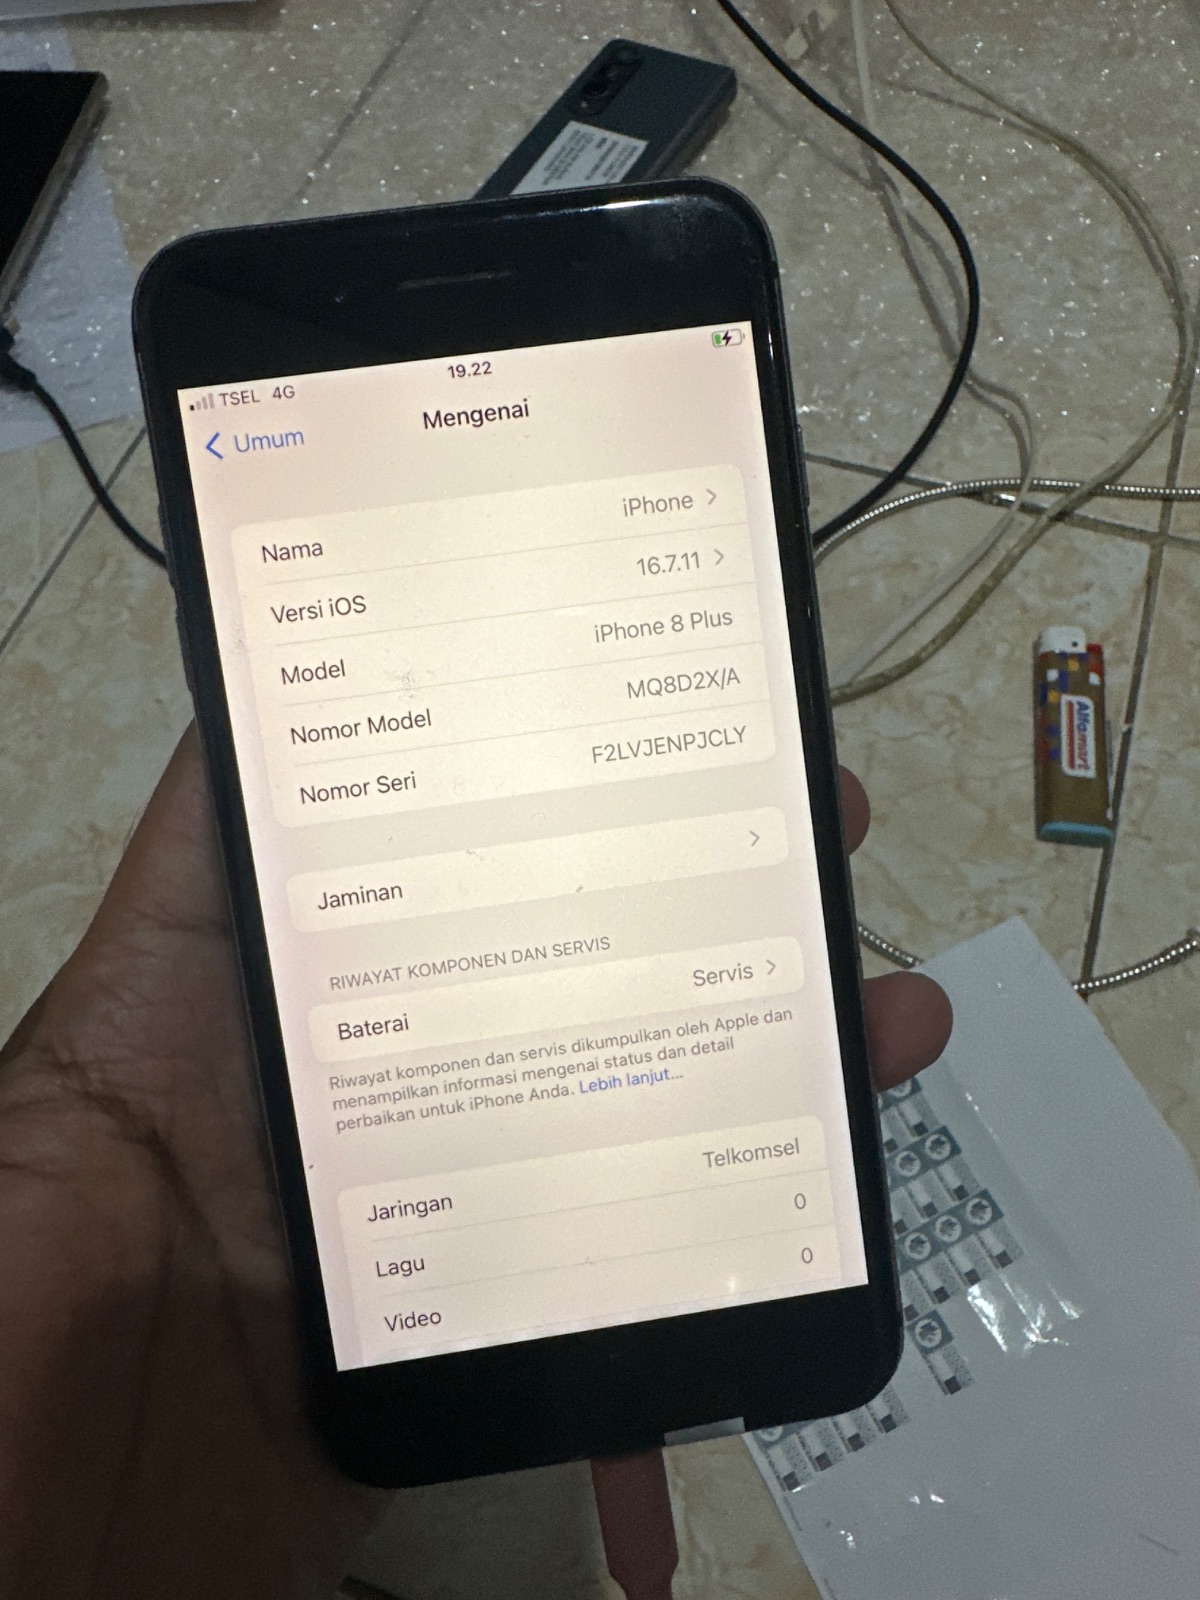 TSEL 4G
19.22
Umum
Mengenai
Nama
iPhone
Versi iOS
16.7.11
Model
iPhone 8 Plus
Nomor Model
MQ8D2X/A
Nomor Seri
F2LVJENPJCLY
Jaminan
RIWAYAT KOMPONEN DAN SERVIS
Baterai
Servis
Riwayat komponen dan servis dikumpulkan oleh Apple dan
menampilkan informasi mengenai status dan detail
perbaikan untuk iPhone Anda. Lebih lanjut...
Jaringan
Telkomsel
Lagu
0
Video
0
Alfamart